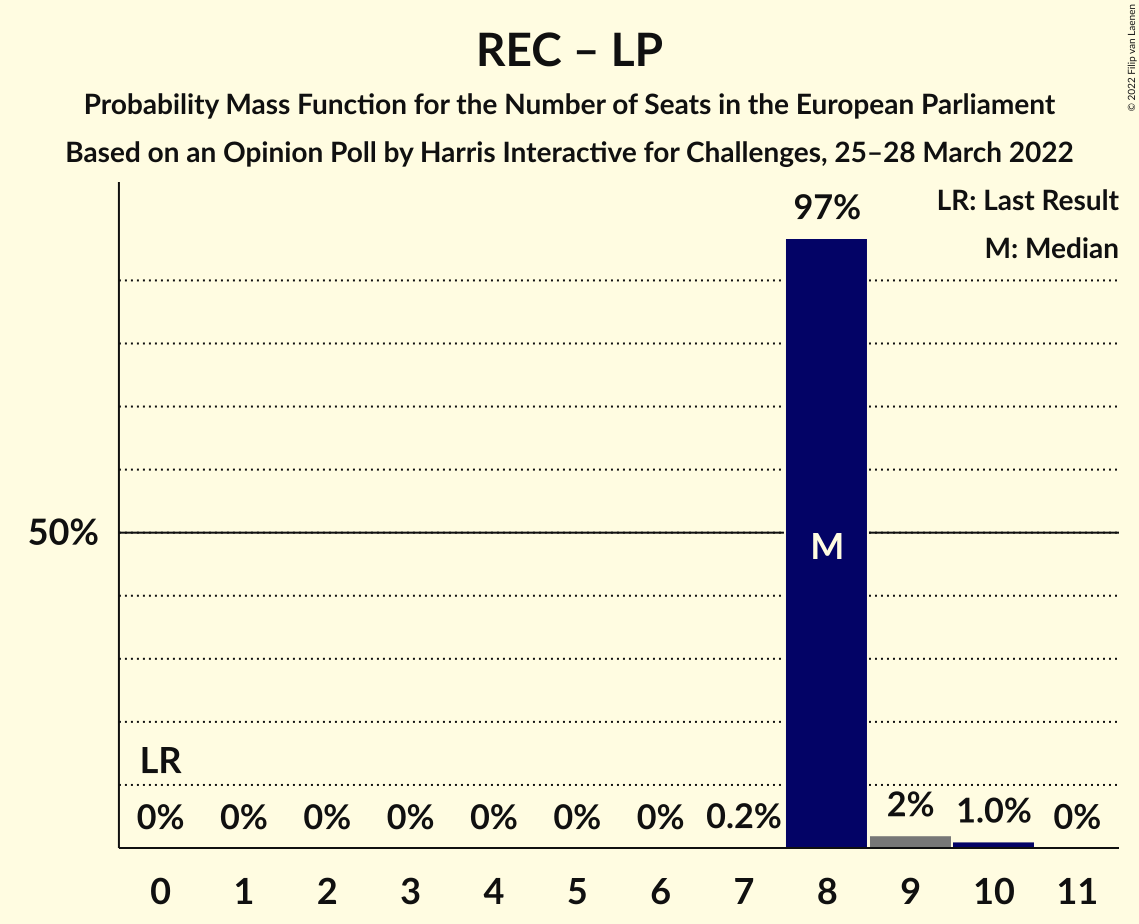 REC – LP
Probability Mass Function for the Number of Seats in the European Parliament
Based on an Opinion Poll by Harris Interactive for Challenges, 25–28 March 2022
© 2022 Filip van Laenen
LR: Last Result
M: Median
97%
50%
M
LR
0% 0% 0% 0% 0% 0% 0% 0.2% 2% 1.0% 0%
0 1 2 3 4 5 6 7 8 9 10 11